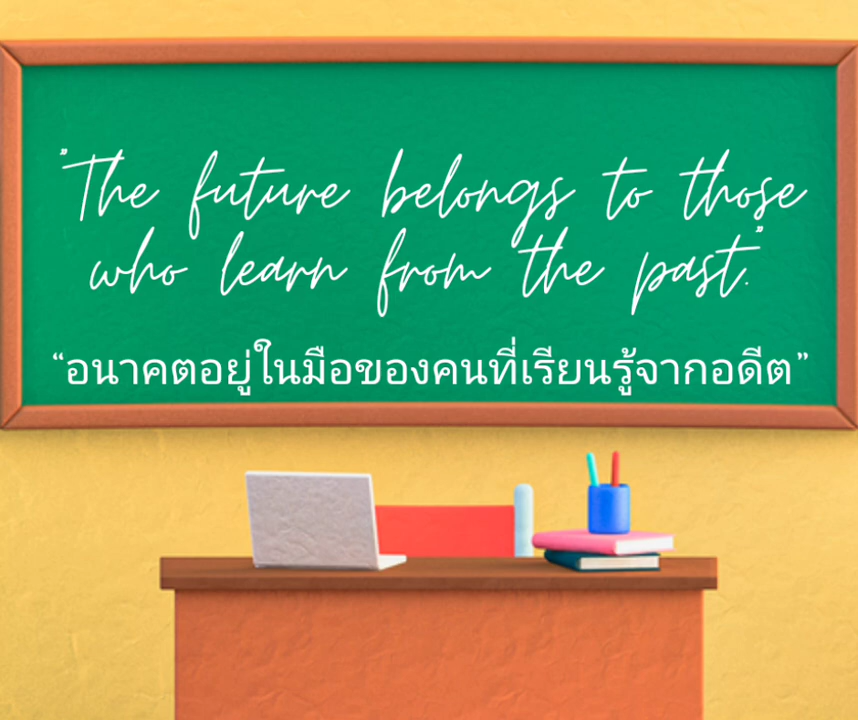 "The future belongs to those
who learn from the past."
“อนาคตอยู่ในมือของคนที่เรียนรู้จากอดีต”